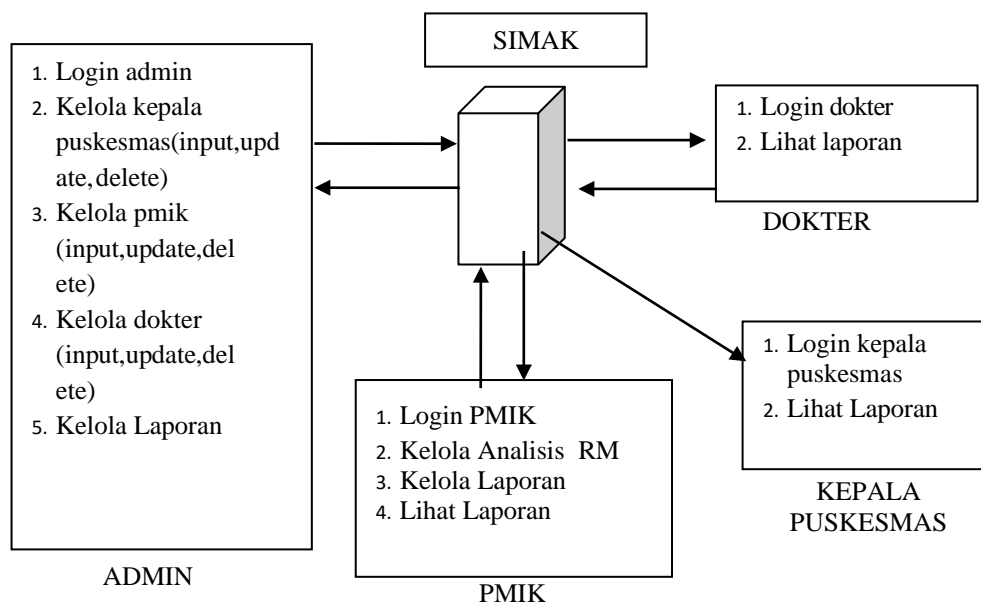 SIMAK
1. Login admin
2. Kelola kepala
puskesmas(input,upd
ate,delete)
3. Kelola pmik
(input,update,del
ete)
4. Kelola dokter
(input,update,del
ete)
5. Kelola Laporan
ADMIN
1. Login dokter
2. Lihat laporan
DOKTER
1. Login kepala
puskesmas
2. Lihat Laporan
KEPALA
PUSKESMAS
1. Login PMIK
2. Kelola Analisis RM
3. Kelola Laporan
4. Lihat Laporan
PMIK